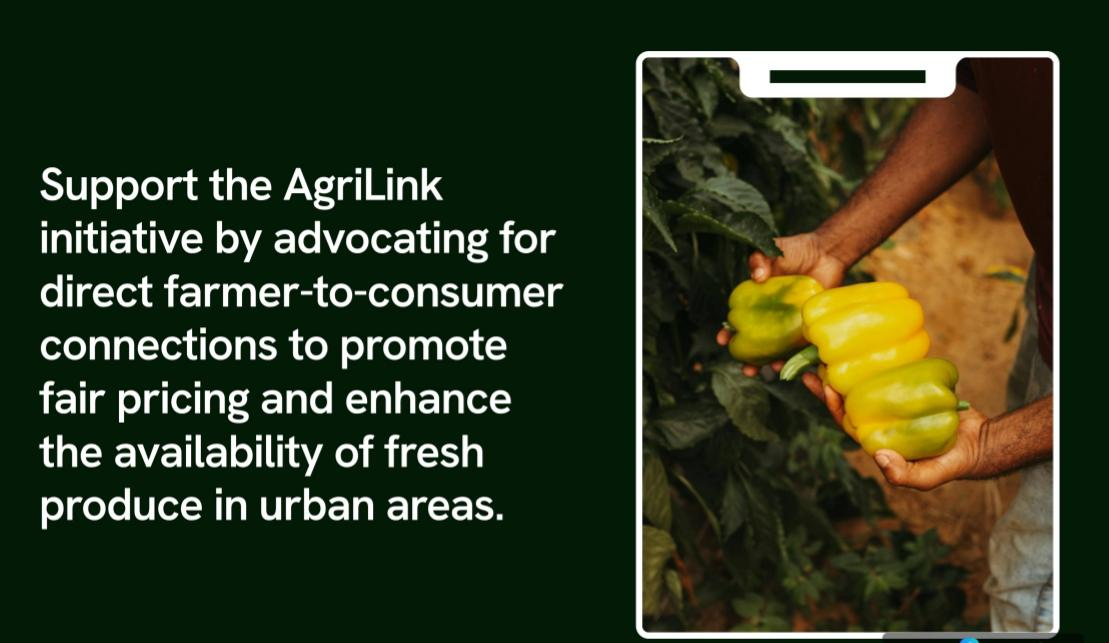 Support the AgriLink
initiative by advocating for
direct farmer-to-consumer
connections to promote
fair pricing and enhance
the availability of fresh
produce in urban areas.